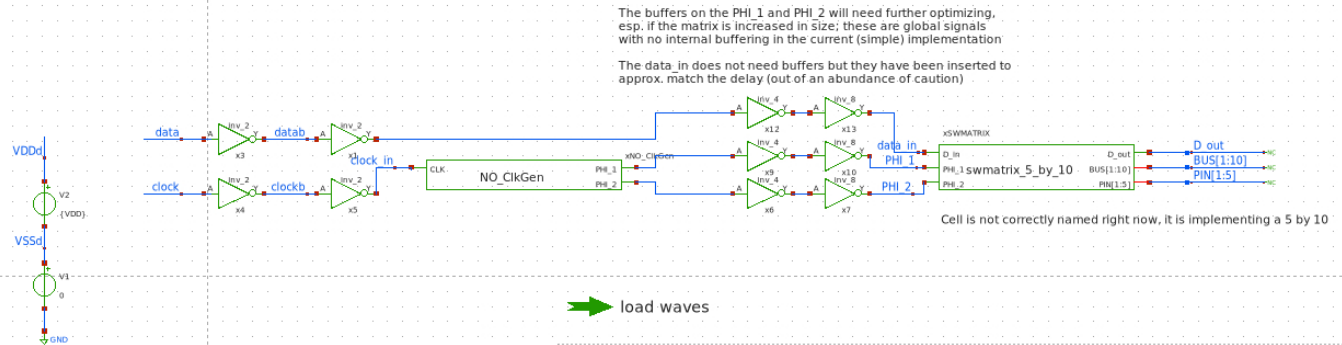 The buffers on the PHI_1 and PHI_2 will need further optimizing,
esp. if the matrix is increased in size; these are global signals
with no internal buffering in the current (simple) implementation
The data_in does not need buffers but they have been inserted to
approx. match the delay (out of an abundance of caution)
data
A
inv_2
Y
x3
datab
A
inv_2
Y
A
inv_4
Y
x12
A
inv_8
Y
x13
clock
A
inv_2
Y
x4
clockb
A
inv_2
Y
x5
clock_in
xNO_ClkGen
CLK
NO_ClkGen
PHI_1
PHI_2
A
inv_4
Y
x9
A
inv_8
Y
x10
A
inv_4
Y
x6
A
inv_8
Y
x7
data_in
PHI_1
PHI_2
xSWMATRIX
D_in
PHI_1
PHI_2
swmatrix_5_by_10
D_out
BUS[1:10]
PIN[1:5]
D_out
BUS[1:10]
PIN[1:5]
NC
NC
NC
Cell is not correctly named right now, it is implementing a 5 by 10
VDDd
V2
{VDD}
VSSd
V1
0
GND
load waves